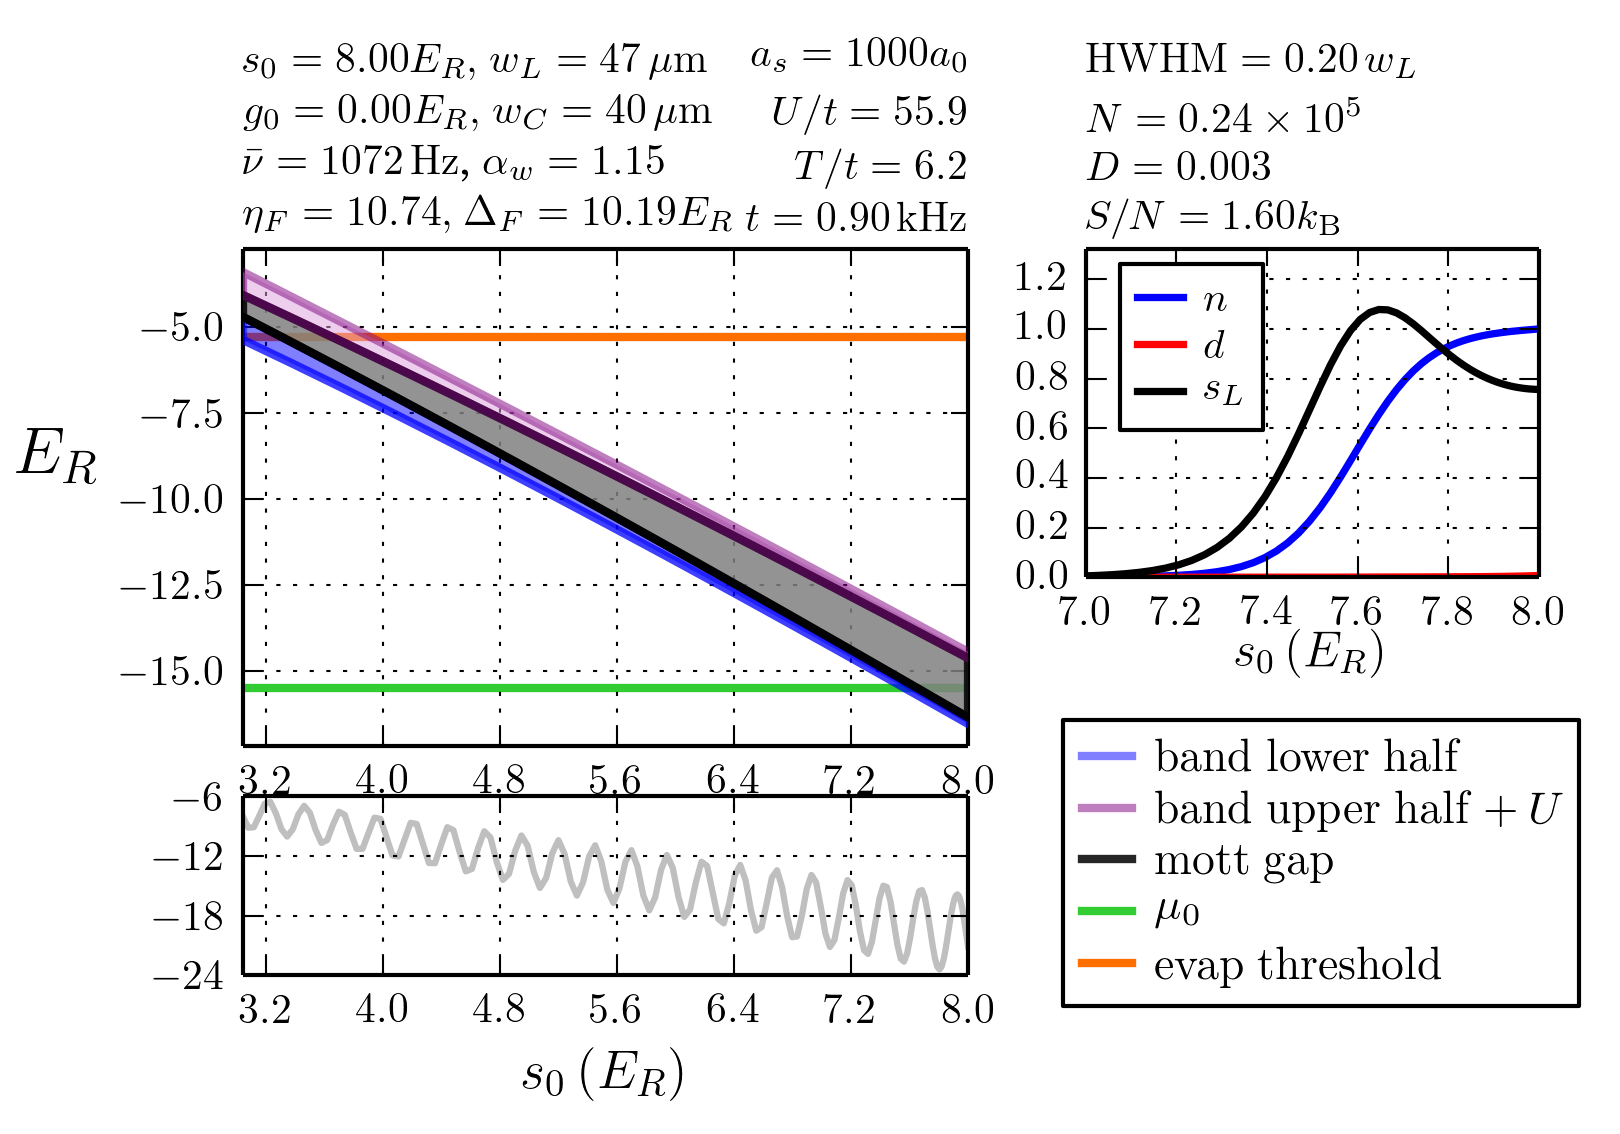 s₀ = 8.00E_R, w_L = 47 μm
g₀ = 0.00E_R, w_C = 40 μm
ν̄ = 1072 Hz, α_w = 1.15
η_F = 10.74, Δ_F = 10.19E_R
a_s = 1000a₀
U/t = 55.9
T/t = 6.2
t = 0.90 kHz
HWHM = 0.20 w_L
N = 0.24 × 10⁵
D = 0.003
S/N = 1.60k_B
E_R
−5.0
−7.5
−10.0
−12.5
−15.0
3.2 4.0 4.8 5.6 6.4 7.2 8.0
−6
−12
−18
−24
3.2 4.0 4.8 5.6 6.4 7.2 8.0
s₀ (E_R)
1.2
1.0
0.8
0.6
0.4
0.2
0.0
n
d
s_L
7.0 7.2 7.4 7.6 7.8 8.0
s₀ (E_R)
band lower half
band upper half + U
mott gap
μ₀
evap threshold